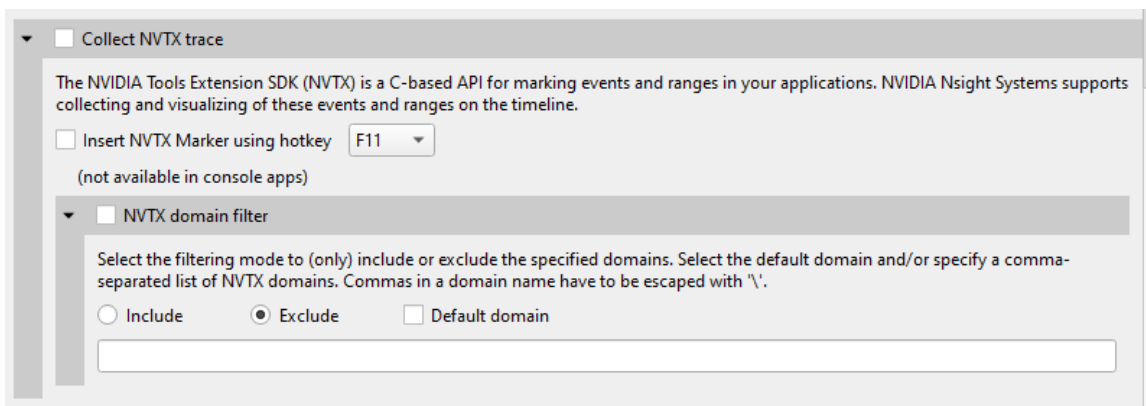 Collect NVTX trace
The NVIDIA Tools Extension SDK (NVTX) is a C-based API for marking events and ranges in your applications. NVIDIA Nsight Systems supports
collecting and visualizing of these events and ranges on the timeline.
Insert NVTX Marker using hotkey F11
(not available in console apps)
NVTX domain filter
Select the filtering mode to (only) include or exclude the specified domains. Select the default domain and/or specify a comma-
separated list of NVTX domains. Commas in a domain name have to be escaped with '\'.
Include Exclude Default domain